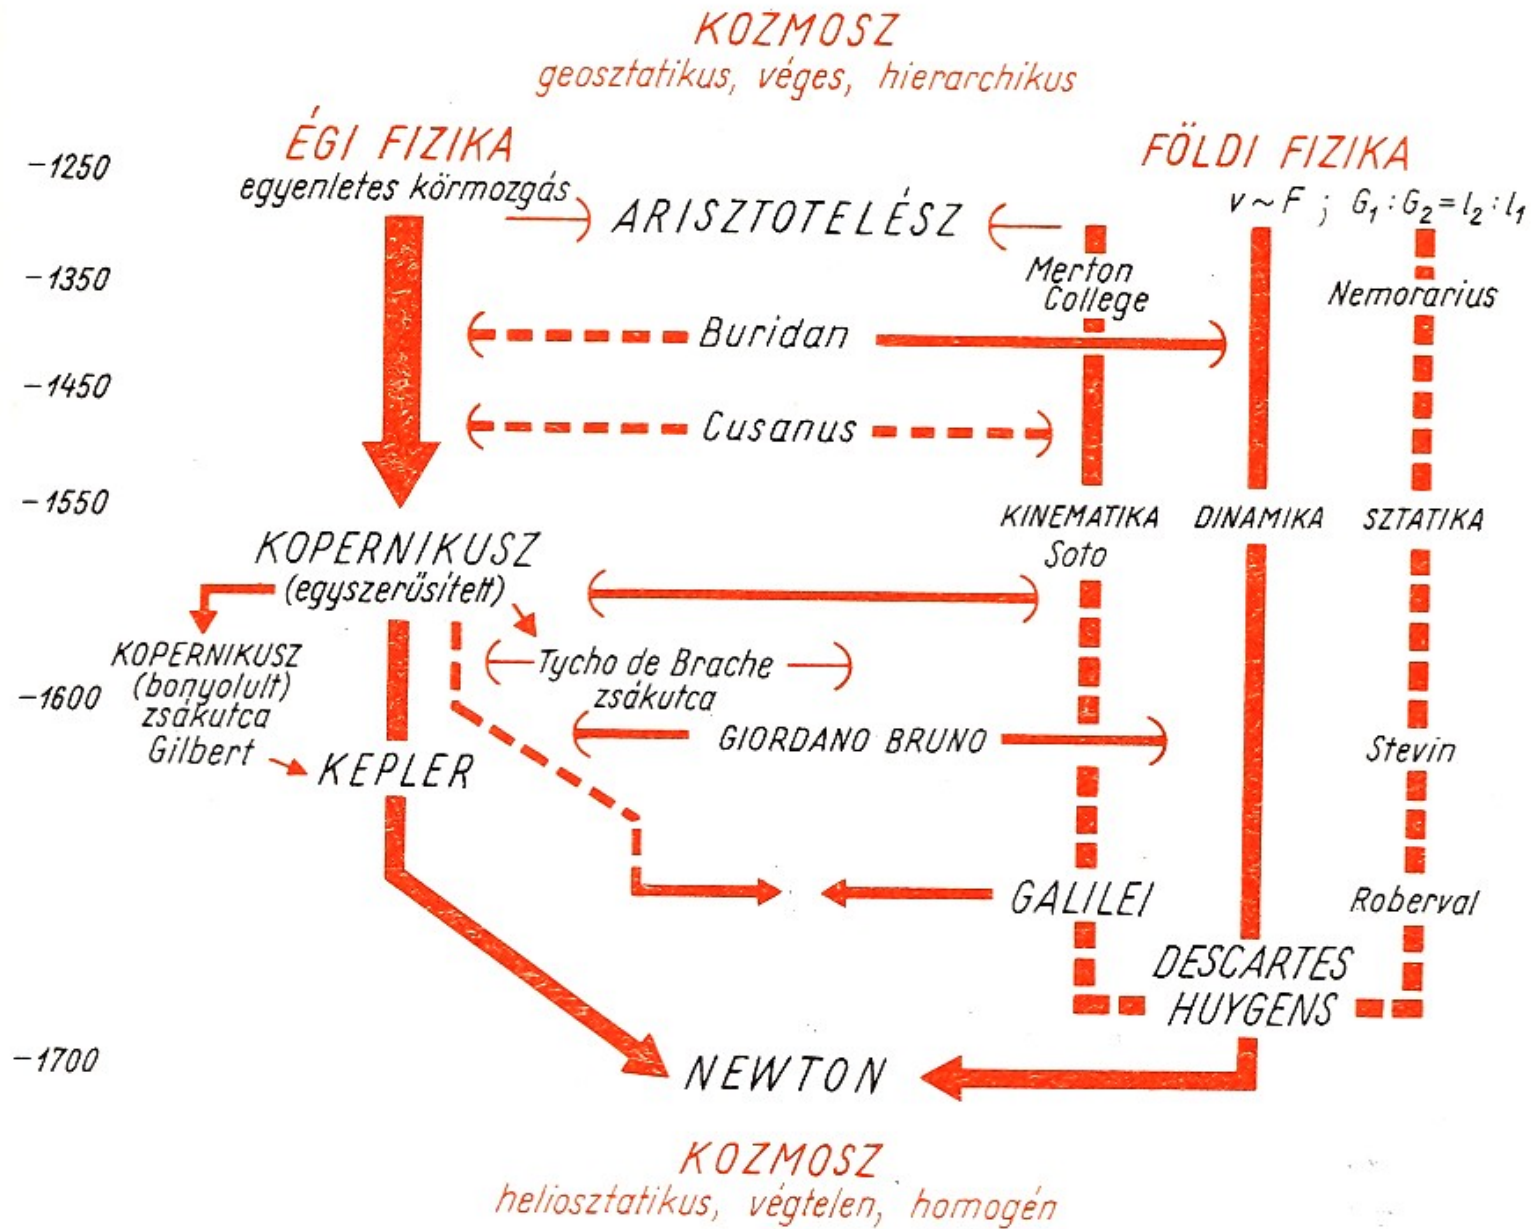 KOZMOSZ
geosztatikus, véges, hierarchikus
ÉGI FIZIKA
FÖLDI FIZIKA
-1250
egyenletes körmozgás
ARISZTOTELÉSZ
v ~ F ; G₁ : G₂ = l₂ : l₁
-1350
Merton
College
Nemorarius
Buridan
-1450
Cusanus
-1550
KINEMATIKA
DINAMIKA
SZTATIKA
Soto
KOPERNIKUSZ
(egyszerűsített)
KOPERNIKUSZ
(bonyolult)
zsákutca
Gilbert
Tycho de Brache
zsákutca
-1600
GIORDANO BRUNO
Stevin
KEPLER
GALILEI
Roberval
DESCARTES
HUYGENS
-1700
NEWTON
KOZMOSZ
heliosztatikus, végtelen, homogén